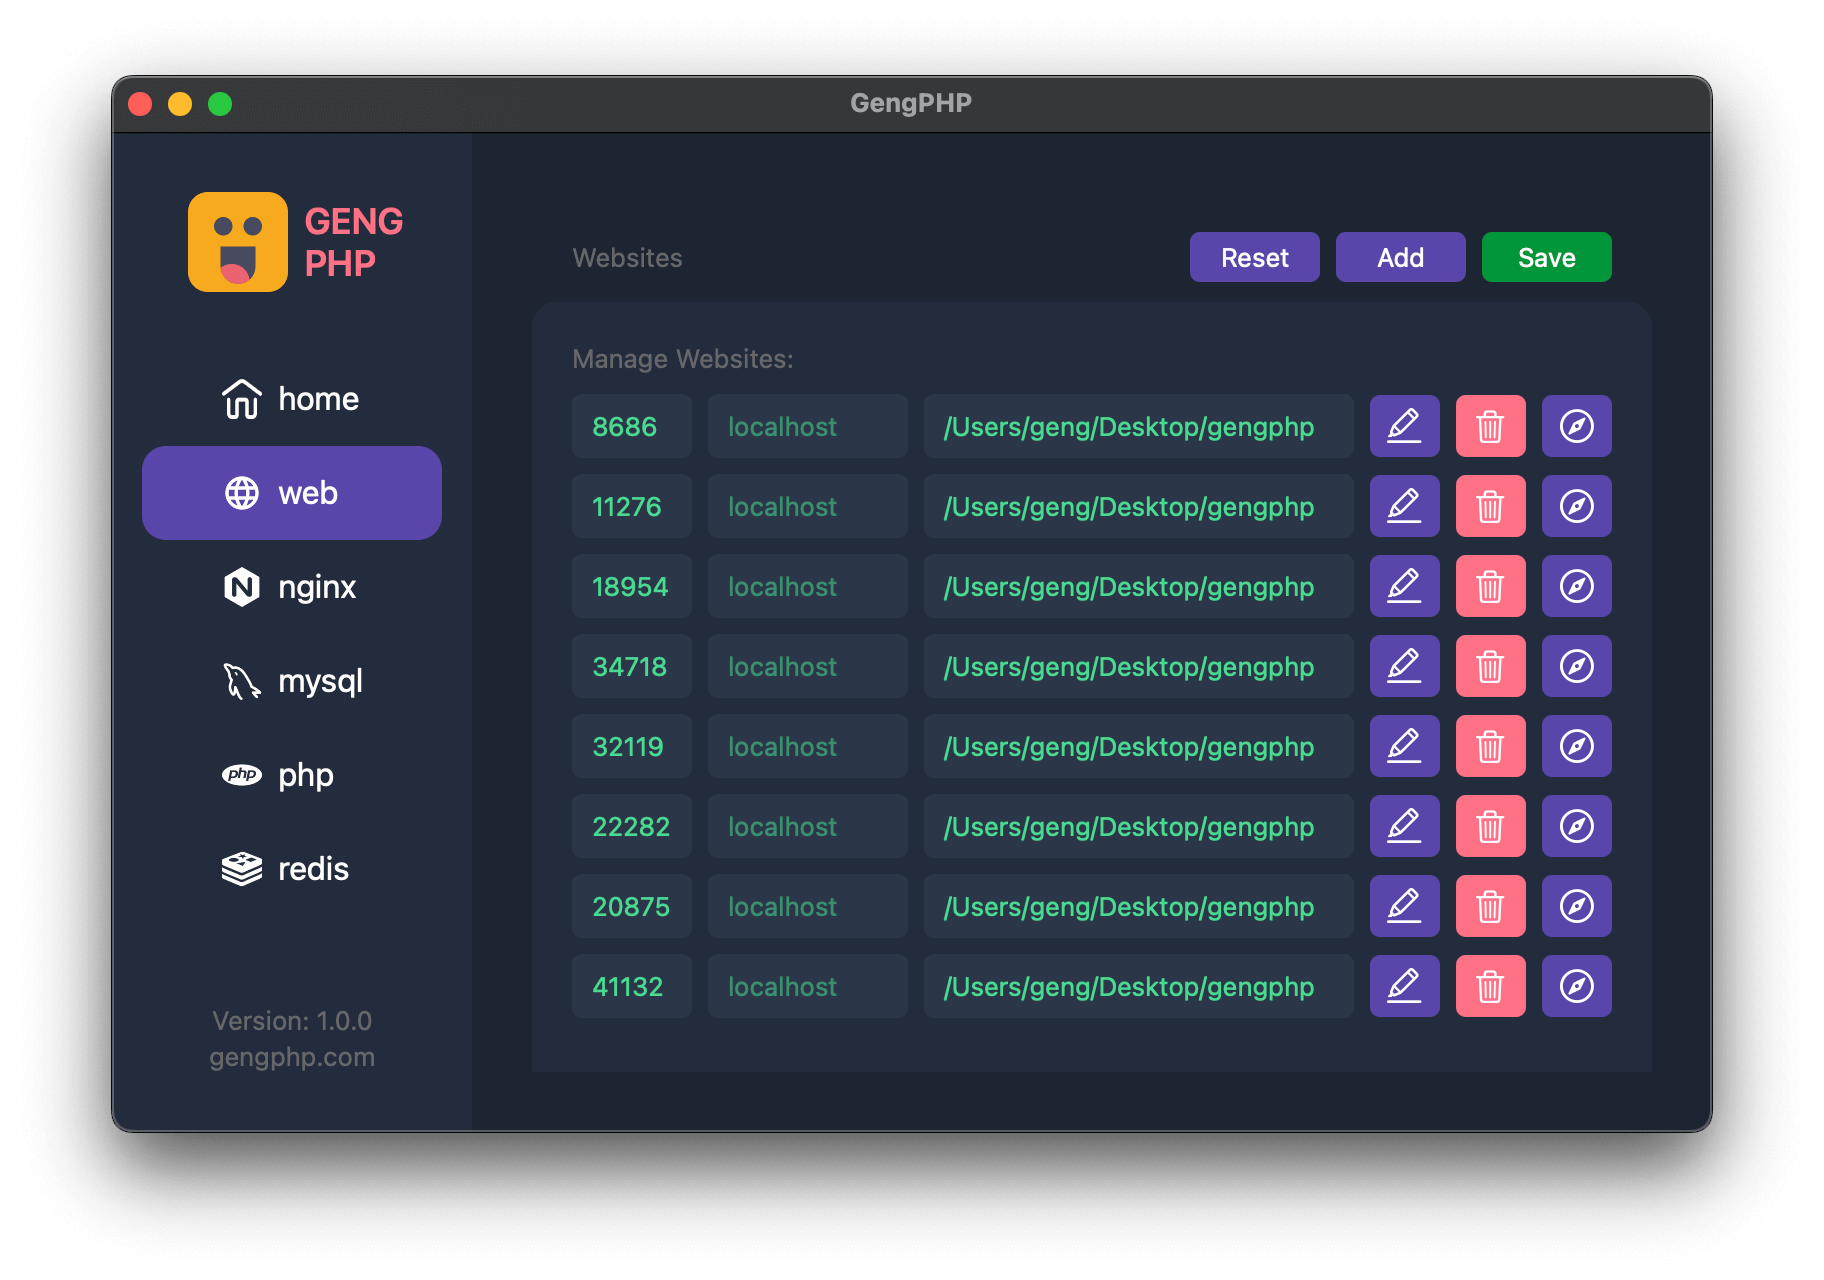 GengPHP
GENG
PHP
home
web
nginx
mysql
php php
redis
Version: 1.0.0
gengphp.com
Websites
Reset Add Save
Manage Websites:
8686 localhost /Users/geng/Desktop/gengphp
11276 localhost /Users/geng/Desktop/gengphp
18954 localhost /Users/geng/Desktop/gengphp
34718 localhost /Users/geng/Desktop/gengphp
32119 localhost /Users/geng/Desktop/gengphp
22282 localhost /Users/geng/Desktop/gengphp
20875 localhost /Users/geng/Desktop/gengphp
41132 localhost /Users/geng/Desktop/gengphp